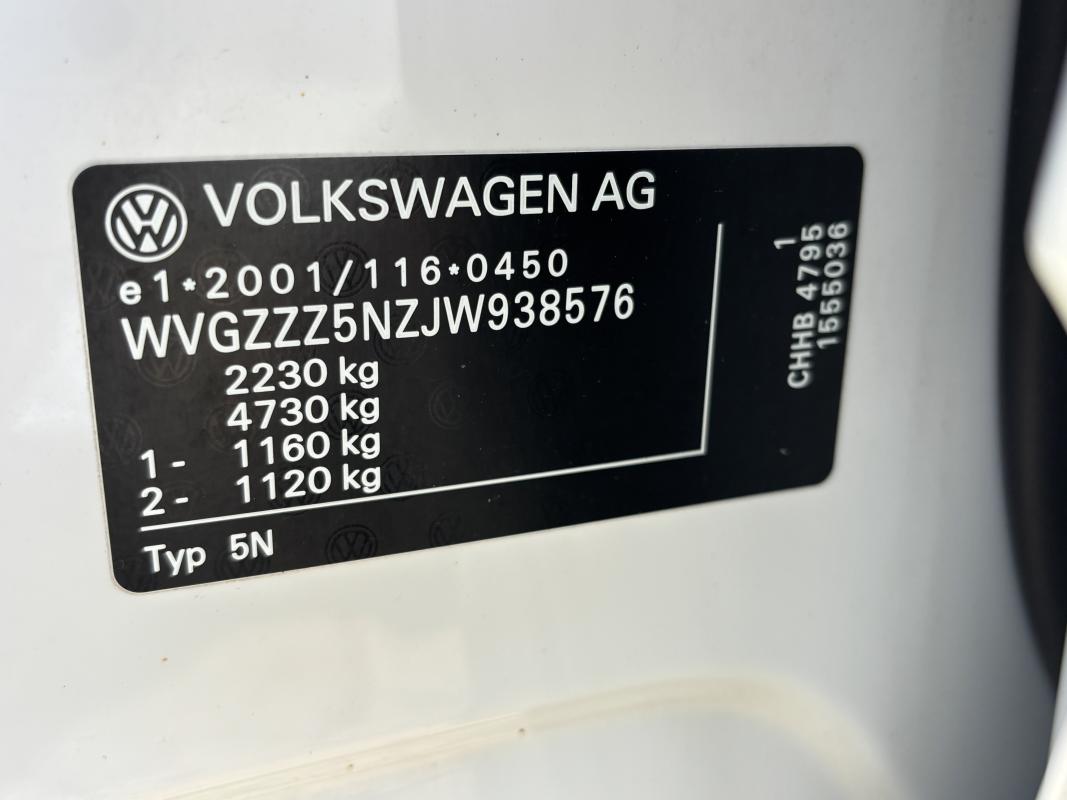 VOLKSWAGEN AG
e1*2001/116*0450
WVGZZZ5NZJW938576
2230 kg
4730 kg
1- 1160 kg
2- 1120 kg
Typ 5N
1
CHHB 4795
1555036